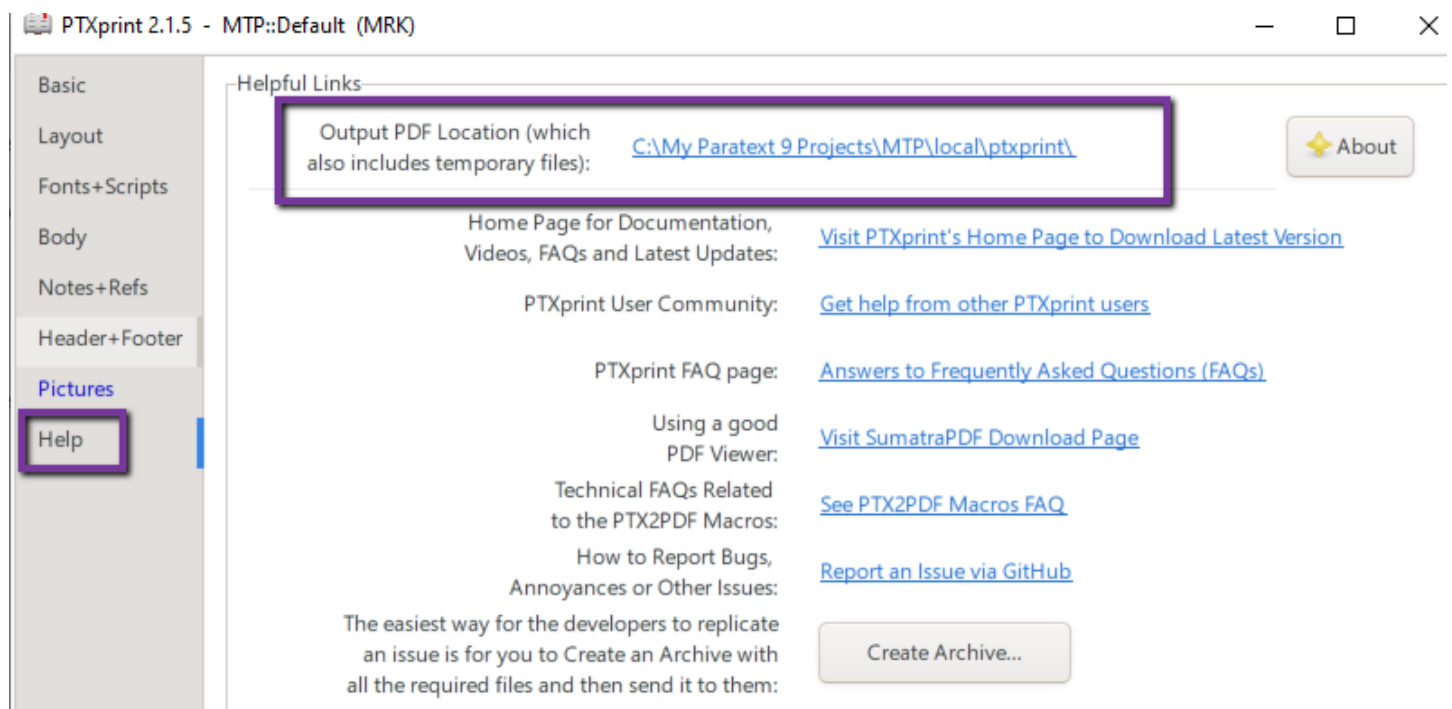 PTXprint 2.1.5 - MTP::Default (MRK)
Basic
Layout
Fonts+Scripts
Body
Notes+Refs
Header+Footer
Pictures
Help
Helpful Links
Output PDF Location (which
also includes temporary files):
C:\My Paratext 9 Projects\MTP\local\ptxprint\
About
Home Page for Documentation,
Videos, FAQs and Latest Updates:
Visit PTXprint's Home Page to Download Latest Version
PTXprint User Community:
Get help from other PTXprint users
PTXprint FAQ page:
Answers to Frequently Asked Questions (FAQs)
Using a good
PDF Viewer:
Visit SumatraPDF Download Page
Technical FAQs Related
to the PTX2PDF Macros:
See PTX2PDF Macros FAQ
How to Report Bugs,
Annoyances or Other Issues:
Report an Issue via GitHub
The easiest way for the developers to replicate
an issue is for you to Create an Archive with
all the required files and then send it to them:
Create Archive...